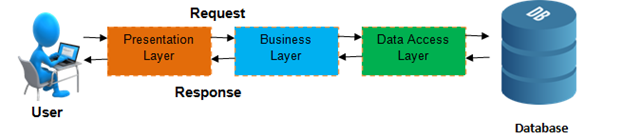 Request
Presentation
Layer
Business
Layer
Data Access
Layer
DB
Response
User
Database